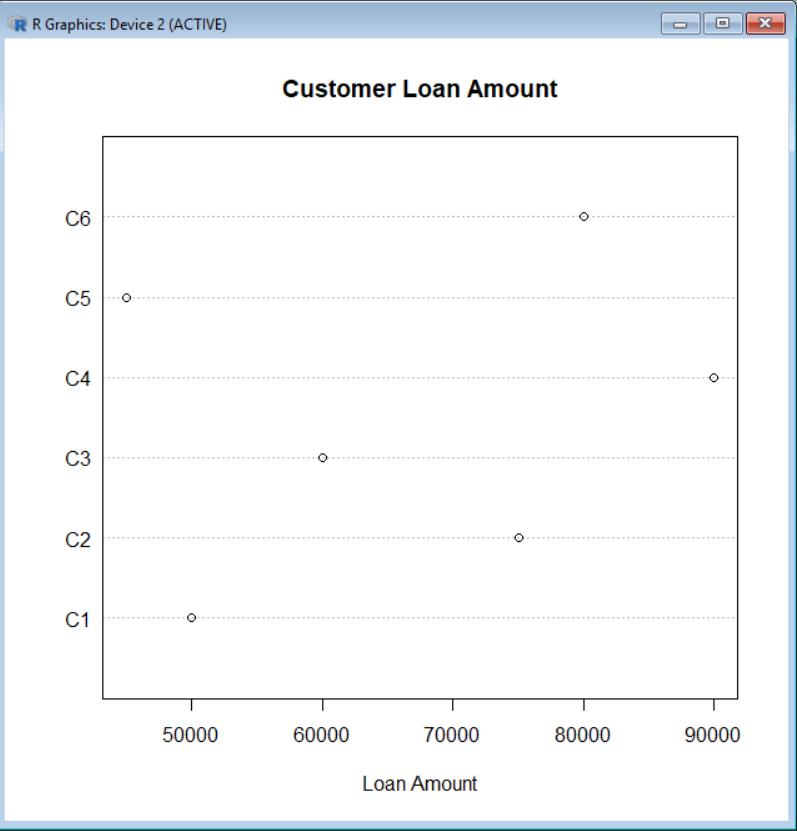 R Graphics: Device 2 (ACTIVE)
Customer Loan Amount
C6
C5
C4
C3
C2
C1
50000 60000 70000 80000 90000
Loan Amount